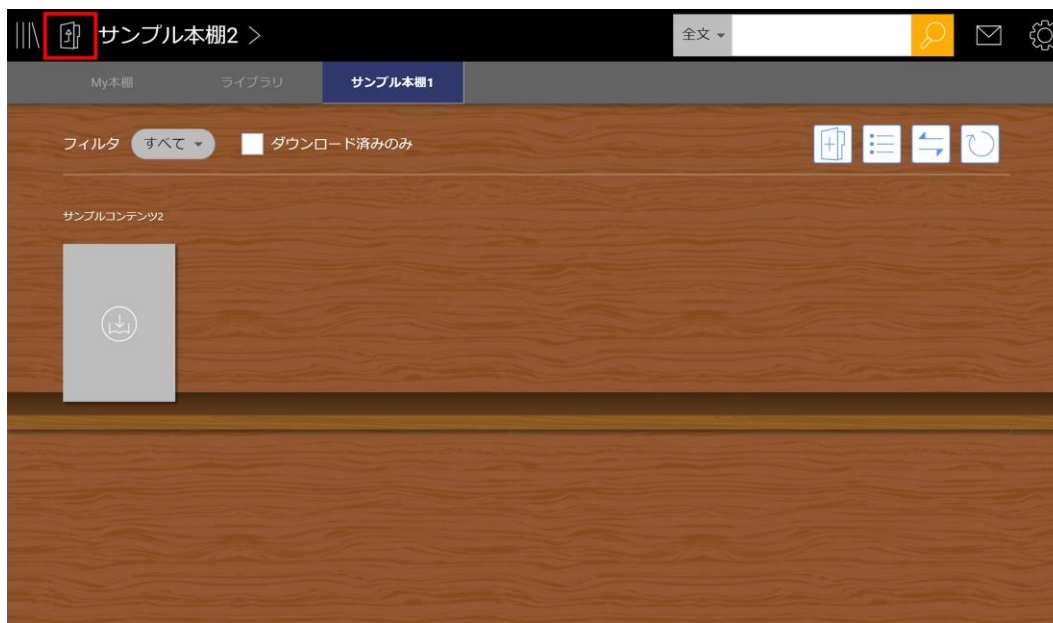 サンプル本棚2 >
全文
My本棚
ライブラリ
サンプル本棚1
フィルタ すべて ダウンロード済みのみ
サンプルコンテンツ2